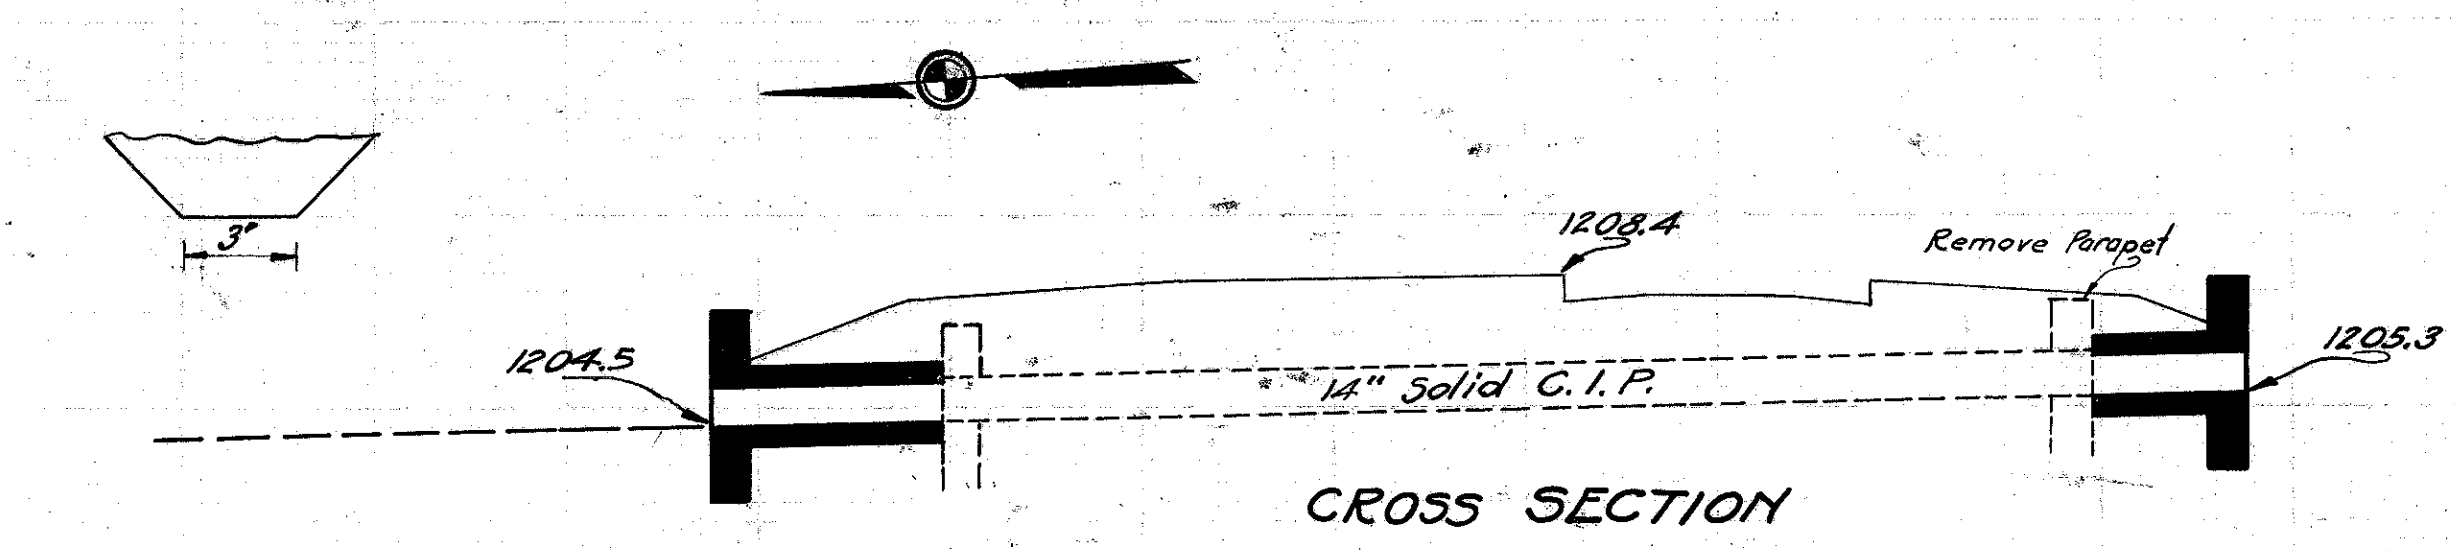 3'
1208.4
Remove Parapet
1204.5
1205.3
14" Solid C.I.P.
CROSS SECTION